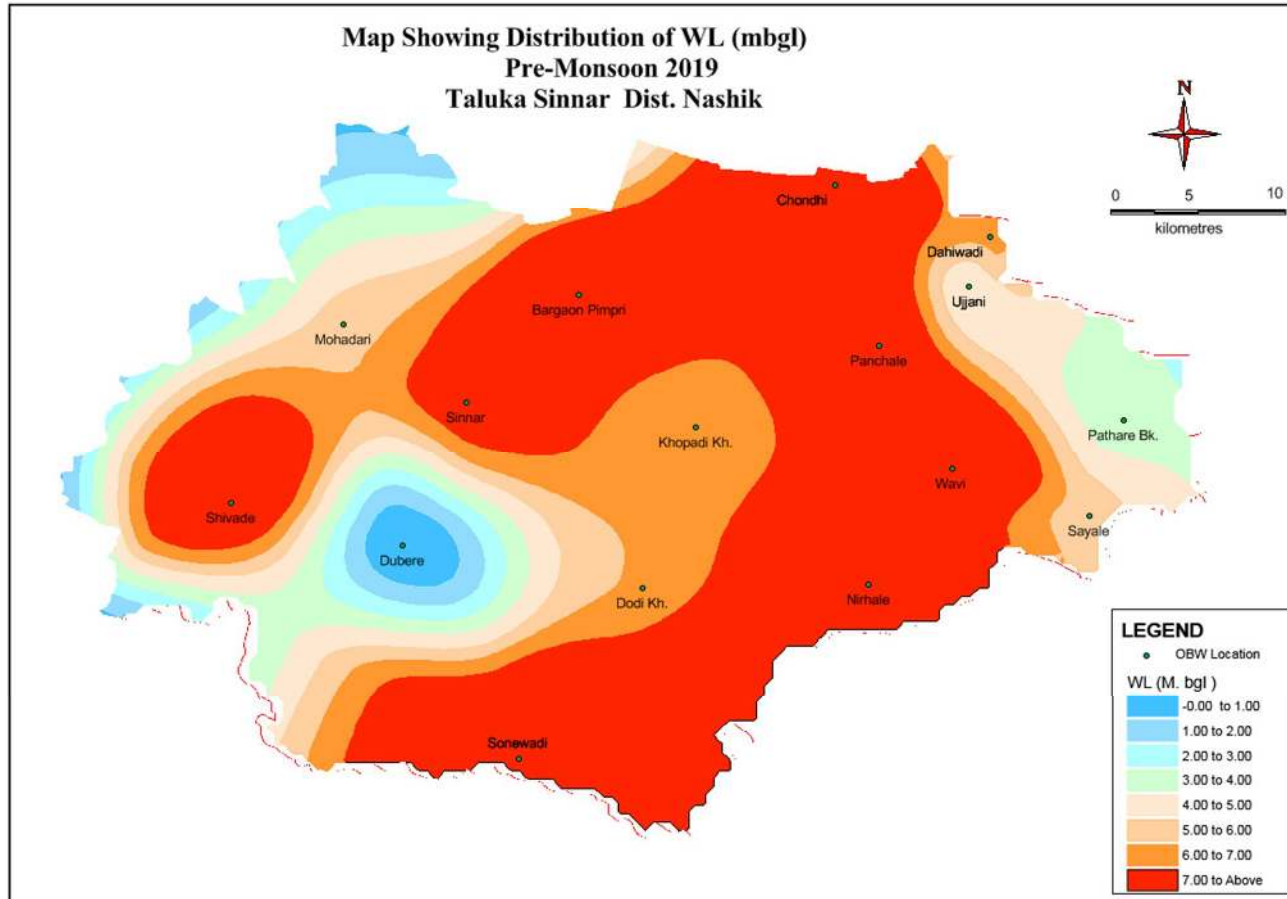 Map Showing Distribution of WL (mbgl)
Pre-Monsoon 2019
Taluka Sinnar Dist. Nashik
N
0 5 10
kilometres
Chondhi
Dahiwadi
Ujjani
Bargaon Pimpri
Mohadari
Panchale
Sinnar
Khopadi Kh.
Pathare Bk.
Wavi
Shivade
Sayale
Dubere
Dodi Kh.
Nirhale
Sonewadi
LEGEND
OBW Location
WL (M. bgl )
-0.00 to 1.00
1.00 to 2.00
2.00 to 3.00
3.00 to 4.00
4.00 to 5.00
5.00 to 6.00
6.00 to 7.00
7.00 to Above